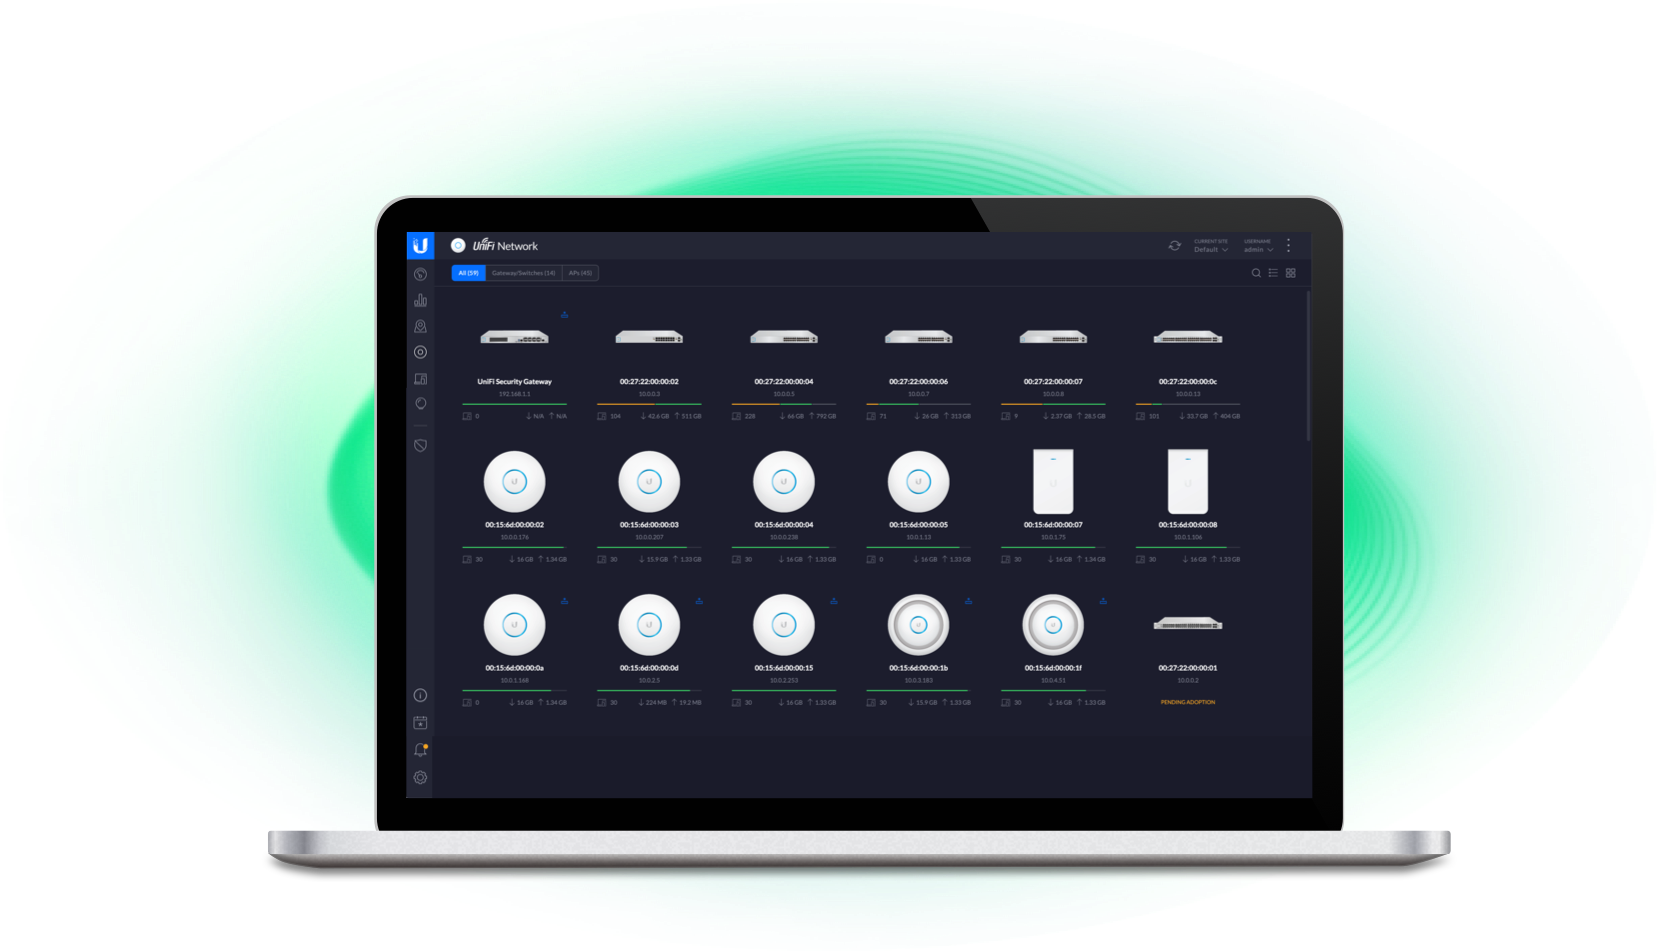 UniFi Network
CURRENT SITE
Default
USERNAME
admin
All (59) Gateway/Switches (14) APs (45)
UniFi Security Gateway 00:27:22:00:00:02 00:27:22:00:00:04 00:27:22:00:00:06 00:27:22:00:00:07 00:27:22:00:00:0c
192.168.1.1 10.0.0.3 10.0.0.5 10.0.0.7 10.0.0.8 10.0.0.13
0 ↓ N/A ↑ N/A 104 ↓ 42.6 GB ↑ 511 GB 228 ↓ 66 GB ↑ 792 GB 71 ↓ 26 GB ↑ 313 GB 9 ↓ 2.37 GB ↑ 28.5 GB 101 ↓ 33.7 GB ↑ 404 GB
00:15:6d:00:00:02 00:15:6d:00:00:03 00:15:6d:00:00:04 00:15:6d:00:00:05 00:15:6d:00:00:07 00:15:6d:00:00:08
10.0.0.176 10.0.0.207 10.0.0.238 10.0.1.13 10.0.1.75 10.0.1.106
30 ↓ 16 GB ↑ 1.34 GB 30 ↓ 15.9 GB ↑ 1.33 GB 30 ↓ 16 GB ↑ 1.33 GB 0 ↓ 16 GB ↑ 1.33 GB 30 ↓ 16 GB ↑ 1.34 GB 30 ↓ 16 GB ↑ 1.33 GB
00:15:6d:00:00:0a 00:15:6d:00:00:0d 00:15:6d:00:00:15 00:15:6d:00:00:1b 00:15:6d:00:00:1f 00:27:22:00:00:01
10.0.1.168 10.0.2.5 10.0.2.253 10.0.3.183 10.0.4.51 10.0.0.2
0 ↓ 16 GB ↑ 1.34 GB 30 ↓ 224 MB ↑ 19.2 MB 30 ↓ 16 GB ↑ 1.33 GB 30 ↓ 15.9 GB ↑ 1.33 GB 30 ↓ 16 GB ↑ 1.33 GB PENDING ADOPTION